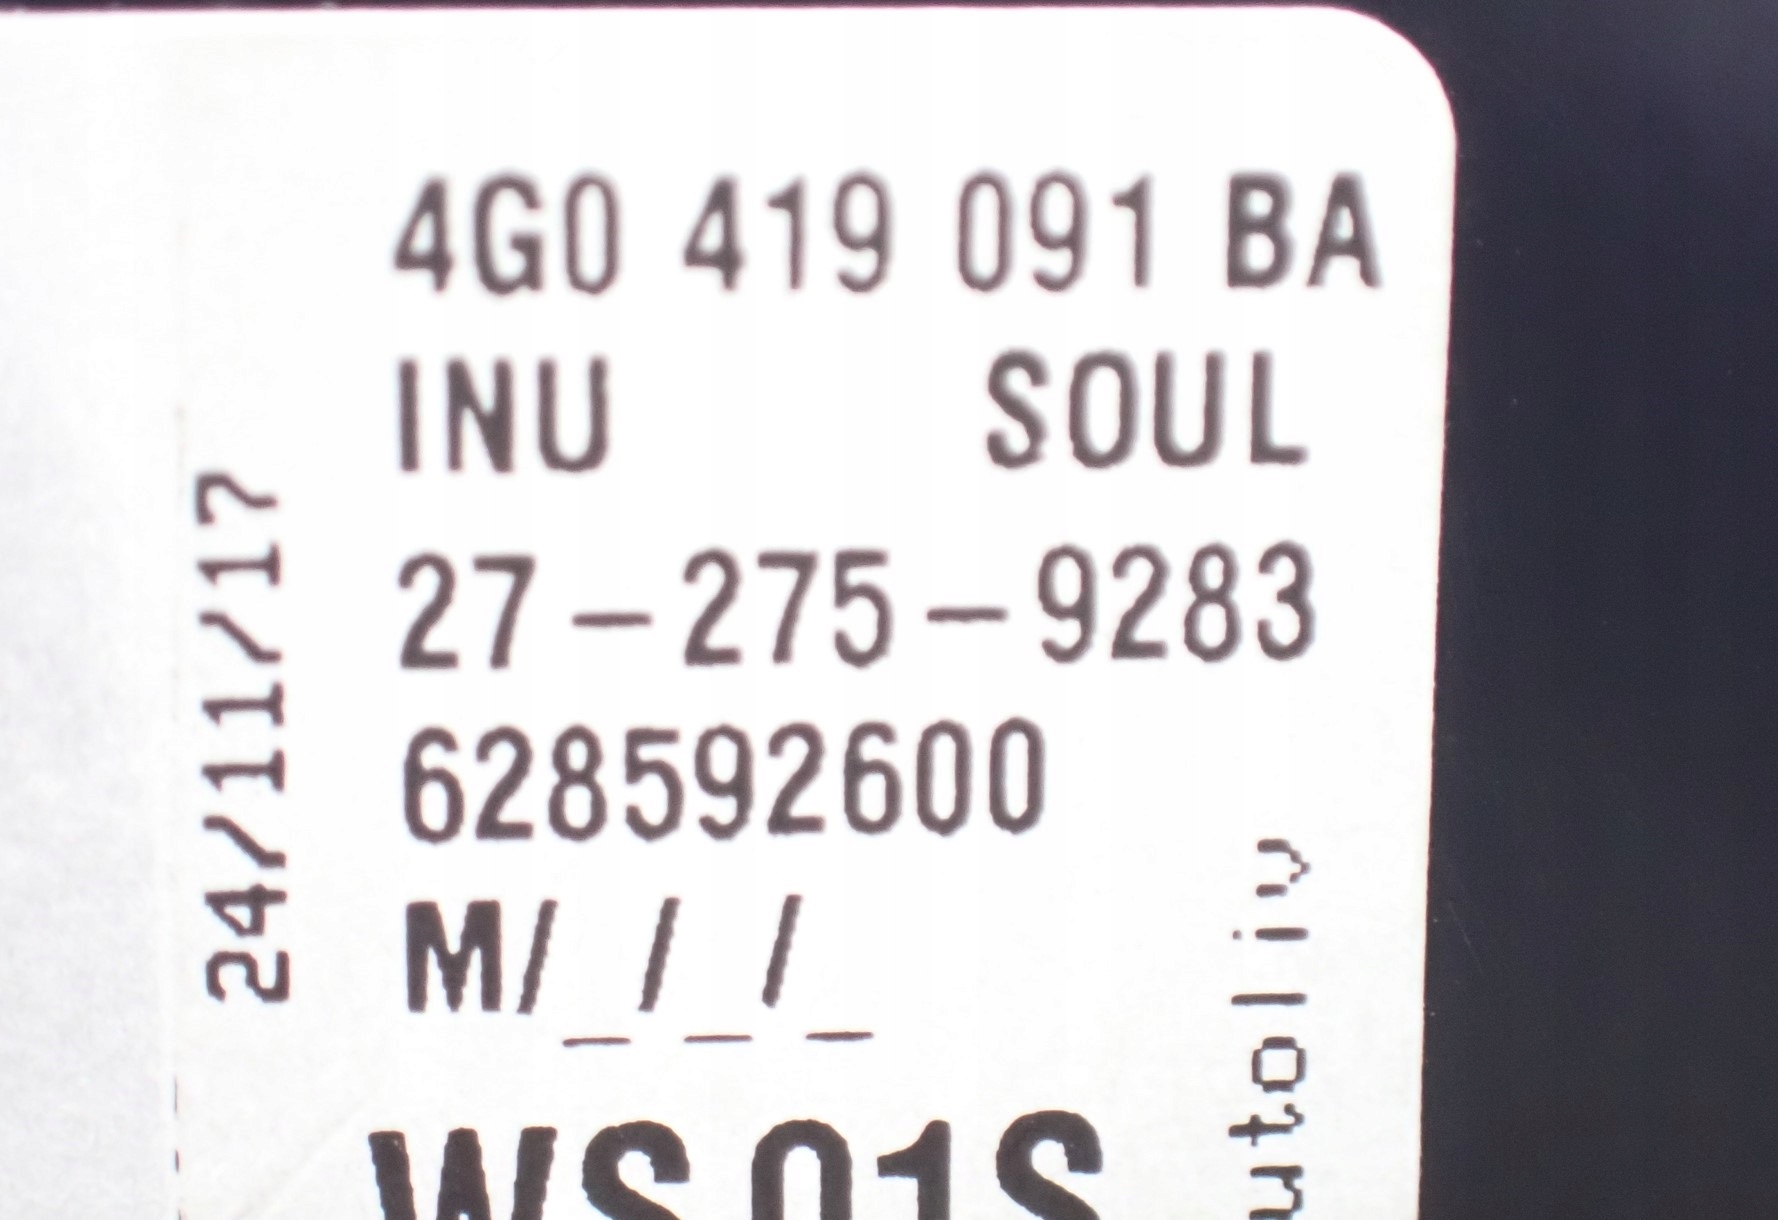 4G0 419 091 BA
INU SOUL
27-275-9283
628592600
M/_/_/_
WS01S
24/11/17
utoliv